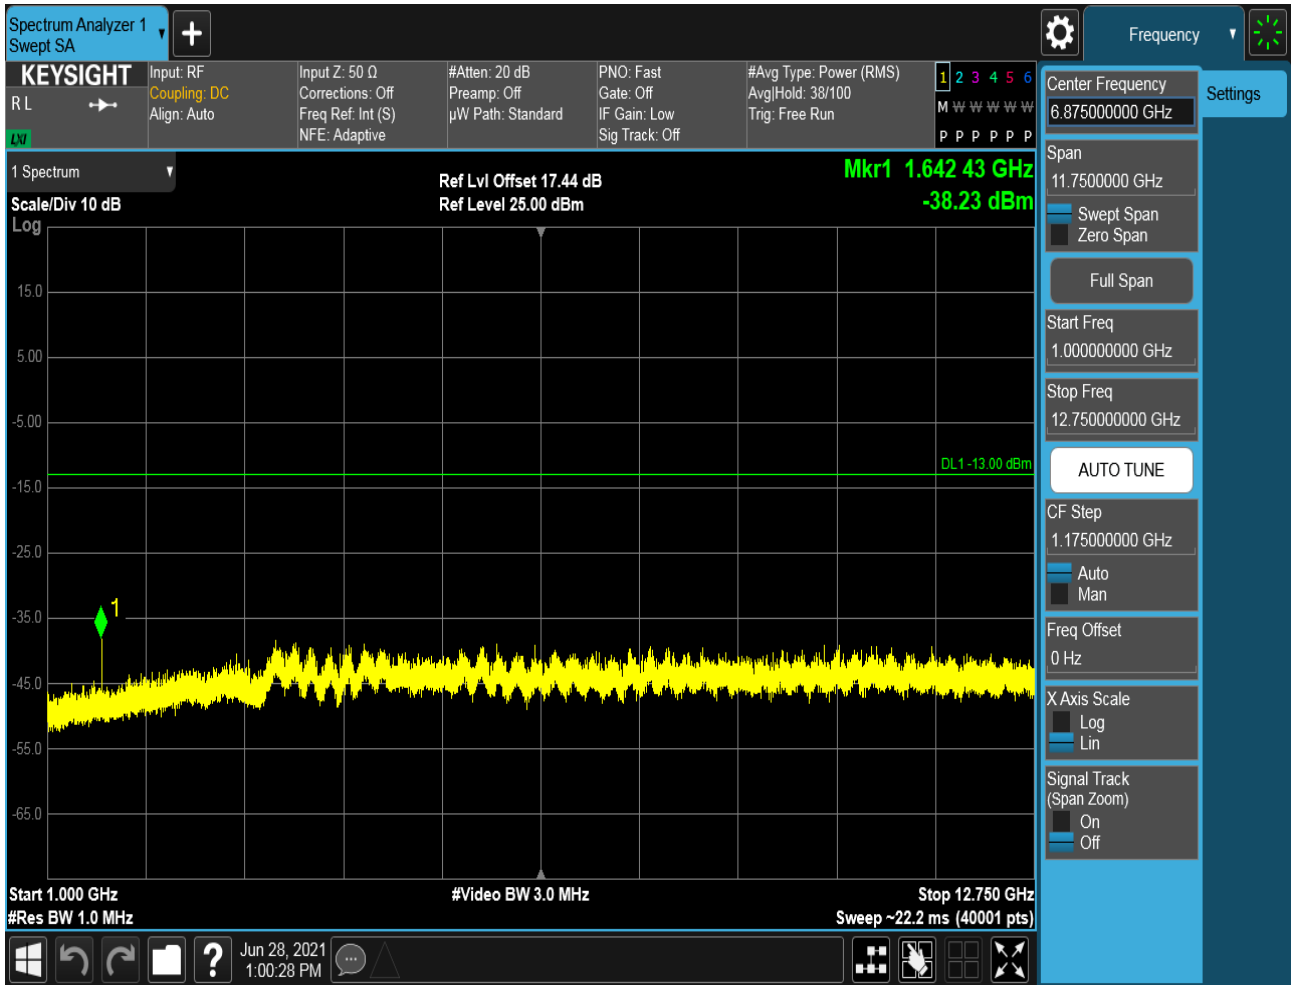 Spectrum Analyzer 1
Swept SA
Frequency
KEYSIGHT
R L
LXI
Input: RF
Coupling: DC
Align: Auto
Input Z: 50 Ω
Corrections: Off
Freq Ref: Int (S)
NFE: Adaptive
#Atten: 20 dB
Preamp: Off
µW Path: Standard
PNO: Fast
Gate: Off
IF Gain: Low
Sig Track: Off
#Avg Type: Power (RMS)
Avg|Hold: 38/100
Trig: Free Run
1 2 3 4 5 6
M W W W W W
P P P P P P
1 Spectrum
Scale/Div 10 dB
Log
Ref Lvl Offset 17.44 dB
Ref Level 25.00 dBm
Mkr1 1.642 43 GHz
-38.23 dBm
15.0
5.00
-5.00
DL1 -13.00 dBm
-15.0
-25.0
1
-35.0
-45.0
-55.0
-65.0
Start 1.000 GHz
#Res BW 1.0 MHz
#Video BW 3.0 MHz
Stop 12.750 GHz
Sweep ~22.2 ms (40001 pts)
Jun 28, 2021
1:00:28 PM
Center Frequency
6.875000000 GHz
Settings
Span
11.7500000 GHz
Swept Span
Zero Span
Full Span
Start Freq
1.000000000 GHz
Stop Freq
12.750000000 GHz
AUTO TUNE
CF Step
1.175000000 GHz
Auto
Man
Freq Offset
0 Hz
X Axis Scale
Log
Lin
Signal Track
(Span Zoom)
On
Off